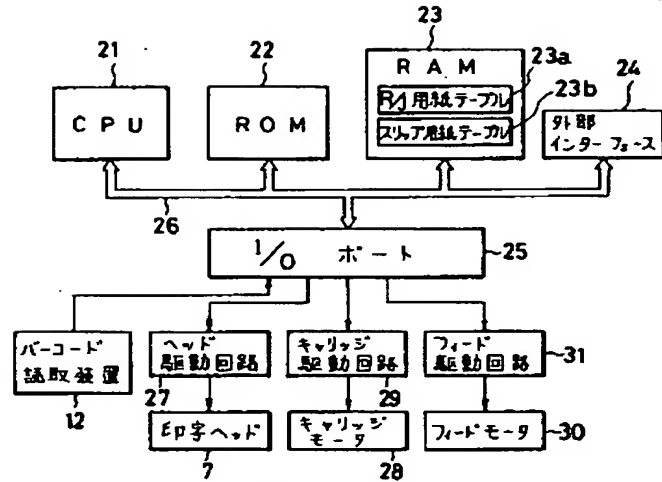 21
22
23
23a
23b
24
CPU
ROM
RAM
R/J用紙テーブル
スリップ用紙テーブル
外部
インターフェース
26
I/O ポート
25
バーコード
読取装置
12
ヘッド
駆動回路
27
キャリッジ
駆動回路
29
フィード
駆動回路
31
印字ヘッド
7
キャリッジ
モータ
28
フィードモータ
30